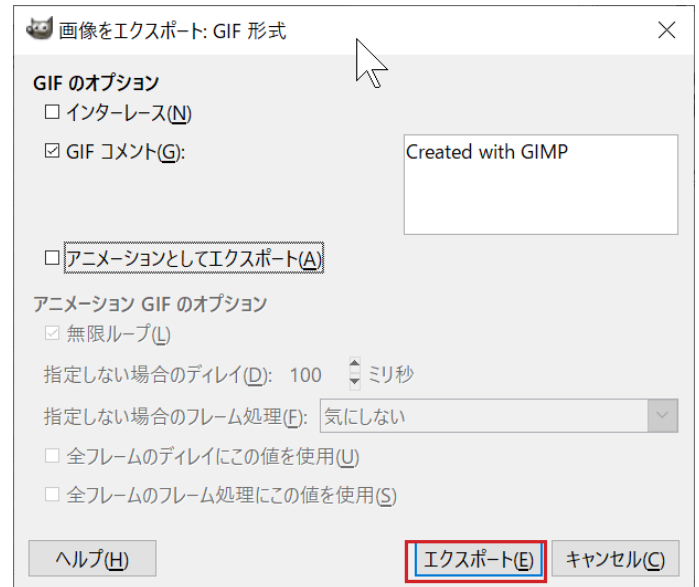 画像をエクスポート: GIF 形式
GIF のオプション
インターレース(N)
GIF コメント(G):
Created with GIMP
アニメーションとしてエクスポート(A)
アニメーション GIF のオプション
無限ループ(L)
指定しない場合のディレイ(D): 100 ミリ秒
指定しない場合のフレーム処理(F): 気にしない
全フレームのディレイにこの値を使用(U)
全フレームのフレーム処理にこの値を使用(S)
ヘルプ(H) エクスポート(E) キャンセル(C)